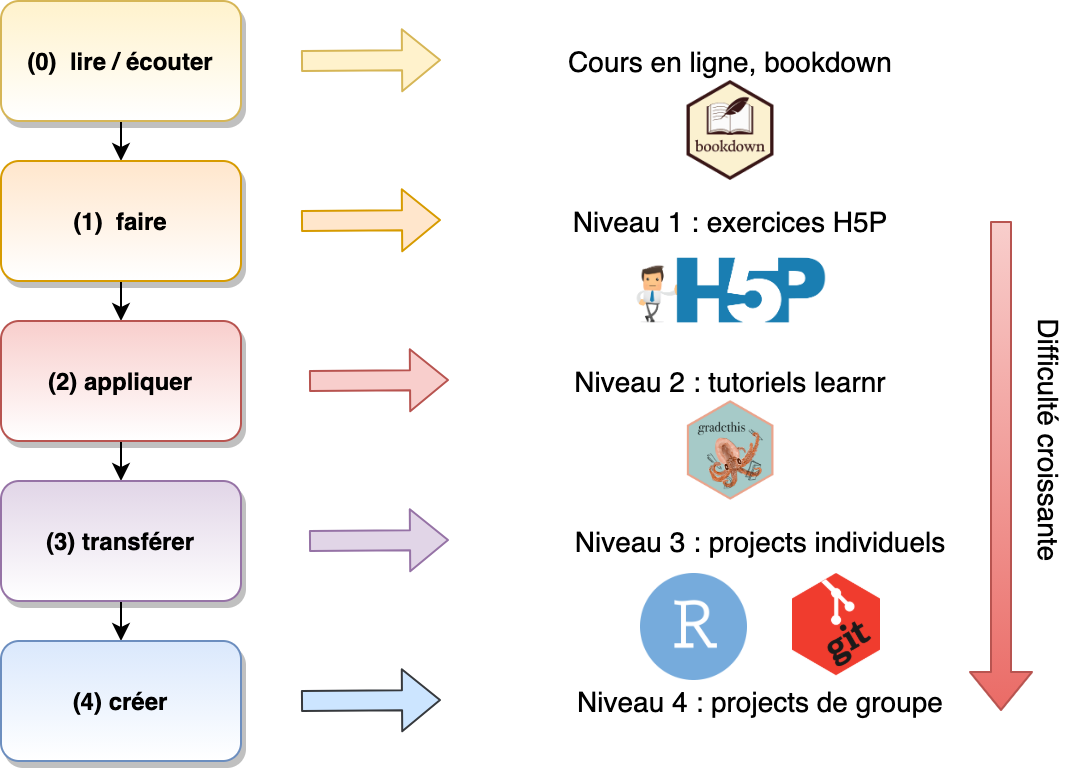 (0) lire / écouter
Cours en ligne, bookdown
bookdown
(1) faire
Niveau 1 : exercices H5P
H5P
(2) appliquer
Niveau 2 : tutoriels learnr
gradethis
(3) transférer
Niveau 3 : projects individuels
R
git
(4) créer
Niveau 4 : projects de groupe
Difficulté croissante